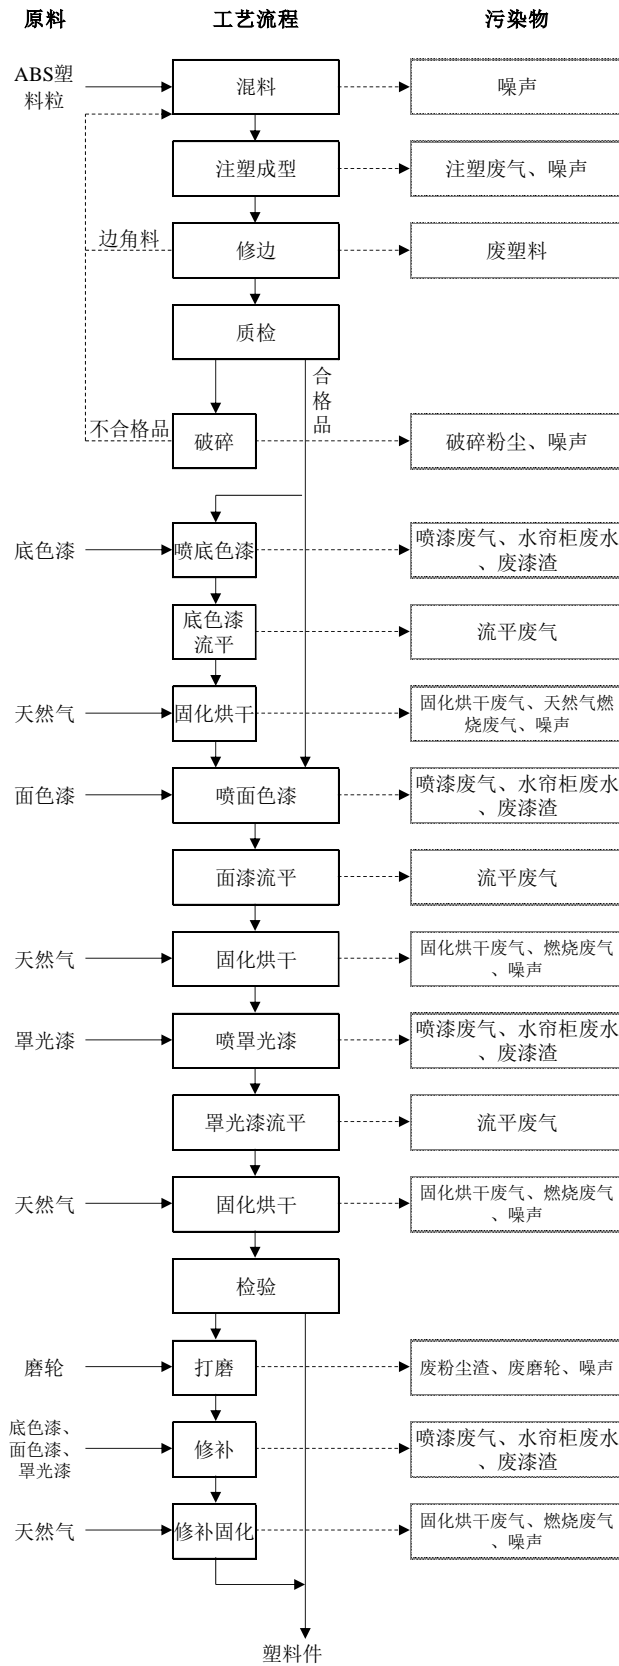 原料 工艺流程 污染物
ABS塑
料粒
混料
噪声
注塑成型
注塑废气、噪声
边角料
修边
废塑料
质检
合
格
品
不合格品
破碎
破碎粉尘、噪声
底色漆
喷底色漆
喷漆废气、水帘柜废水
、废漆渣
底色漆
流平
流平废气
天然气
固化烘干
固化烘干废气、天然气燃
烧废气、噪声
面色漆
喷面色漆
喷漆废气、水帘柜废水
、废漆渣
面漆流平
流平废气
天然气
固化烘干
固化烘干废气、燃烧废气
、噪声
罩光漆
喷罩光漆
喷漆废气、水帘柜废水
、废漆渣
罩光漆流平
流平废气
天然气
固化烘干
固化烘干废气、燃烧废气
、噪声
检验
磨轮
打磨
废粉尘渣、废磨轮、噪声
底色漆、
面色漆、
罩光漆
修补
喷漆废气、水帘柜废水
、废漆渣
天然气
修补固化
固化烘干废气、燃烧废气
、噪声
塑料件